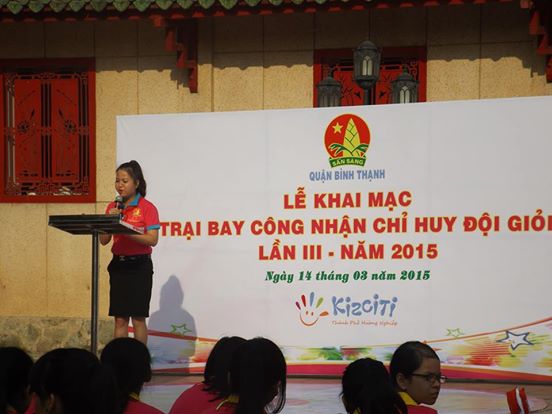 SẴN SÀNG
QUẬN BÌNH THẠNH
LỄ KHAI MẠC
TRẠI BAY CÔNG NHẬN CHỈ HUY ĐỘI GIỎI
LẦN III - NĂM 2015
Ngày 14 tháng 03 năm 2015
KizCiTi
Thành Phố Hướng Nghiệp